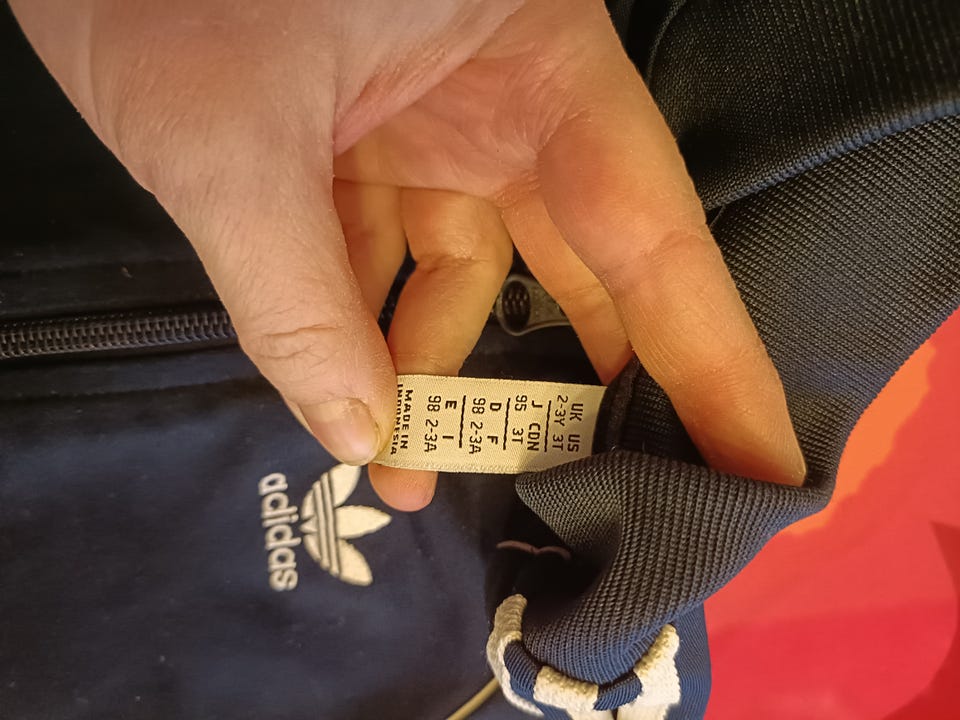 UK US
2-3Y 3T
J CDN
95 3T
D F
98 2-3A
E I
98 2-3A
MADE IN
INDONESIA
adidas